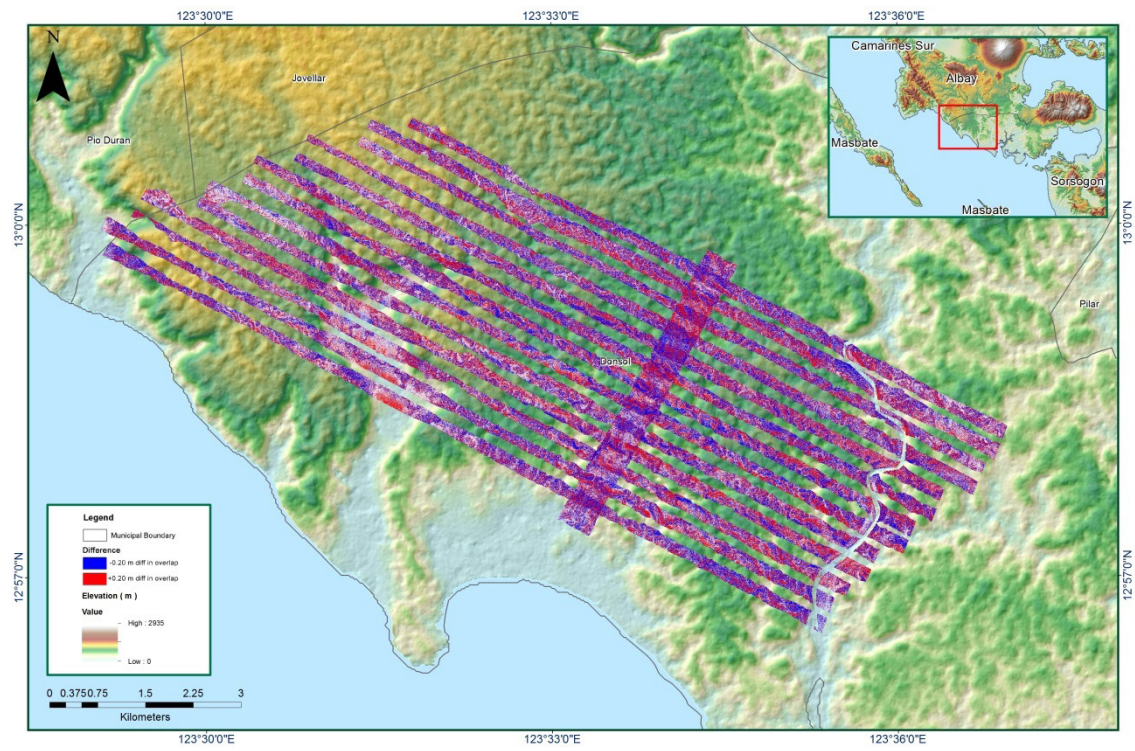 123°30'0"E
123°33'0"E
123°36'0"E
N
Jovellar
Pio Duran
Camarines Sur
Albay
Masbate
Sorsogon
Masbate
13°0'0"N
13°0'0"N
Pilar
Donsol
Legend
Municipal Boundary
Difference
-0.20 m diff in overlap
+0.20 m diff in overlap
Elevation ( m )
Value
High : 2935
Low : 0
12°57'0"N
12°57'0"N
0 0.375 0.75 1.5 2.25 3
Kilometers
123°30'0"E
123°33'0"E
123°36'0"E